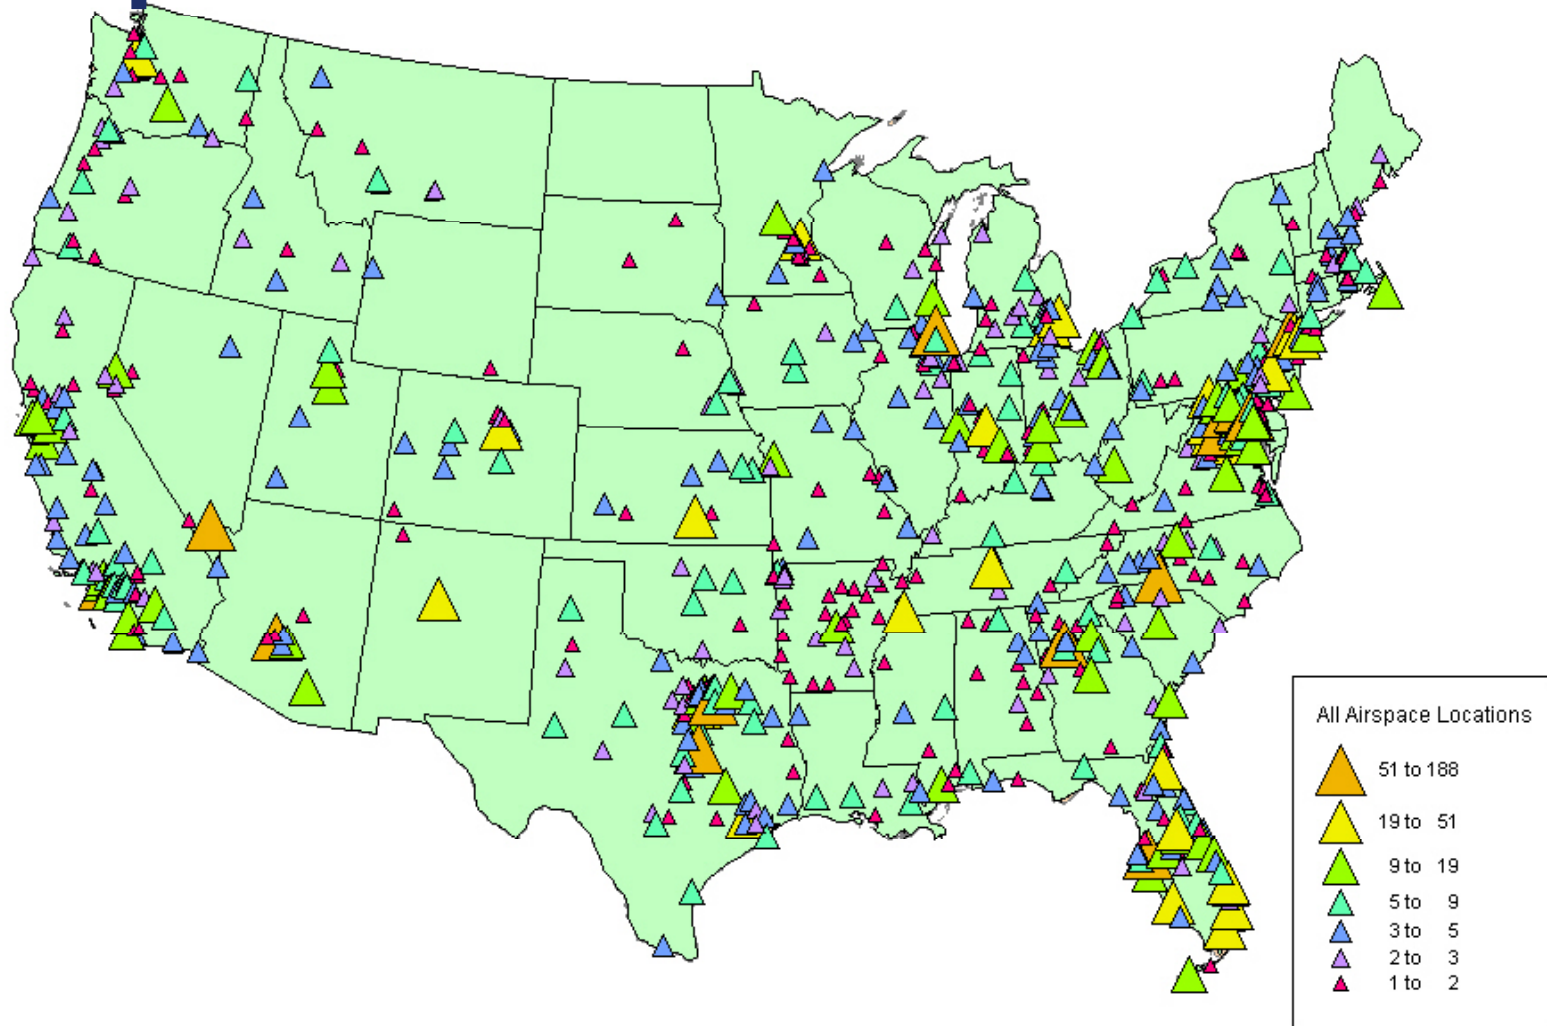 All Airspace Locations
51 to 188
19 to 51
9 to 19
5 to 9
3 to 5
2 to 3
1 to 2